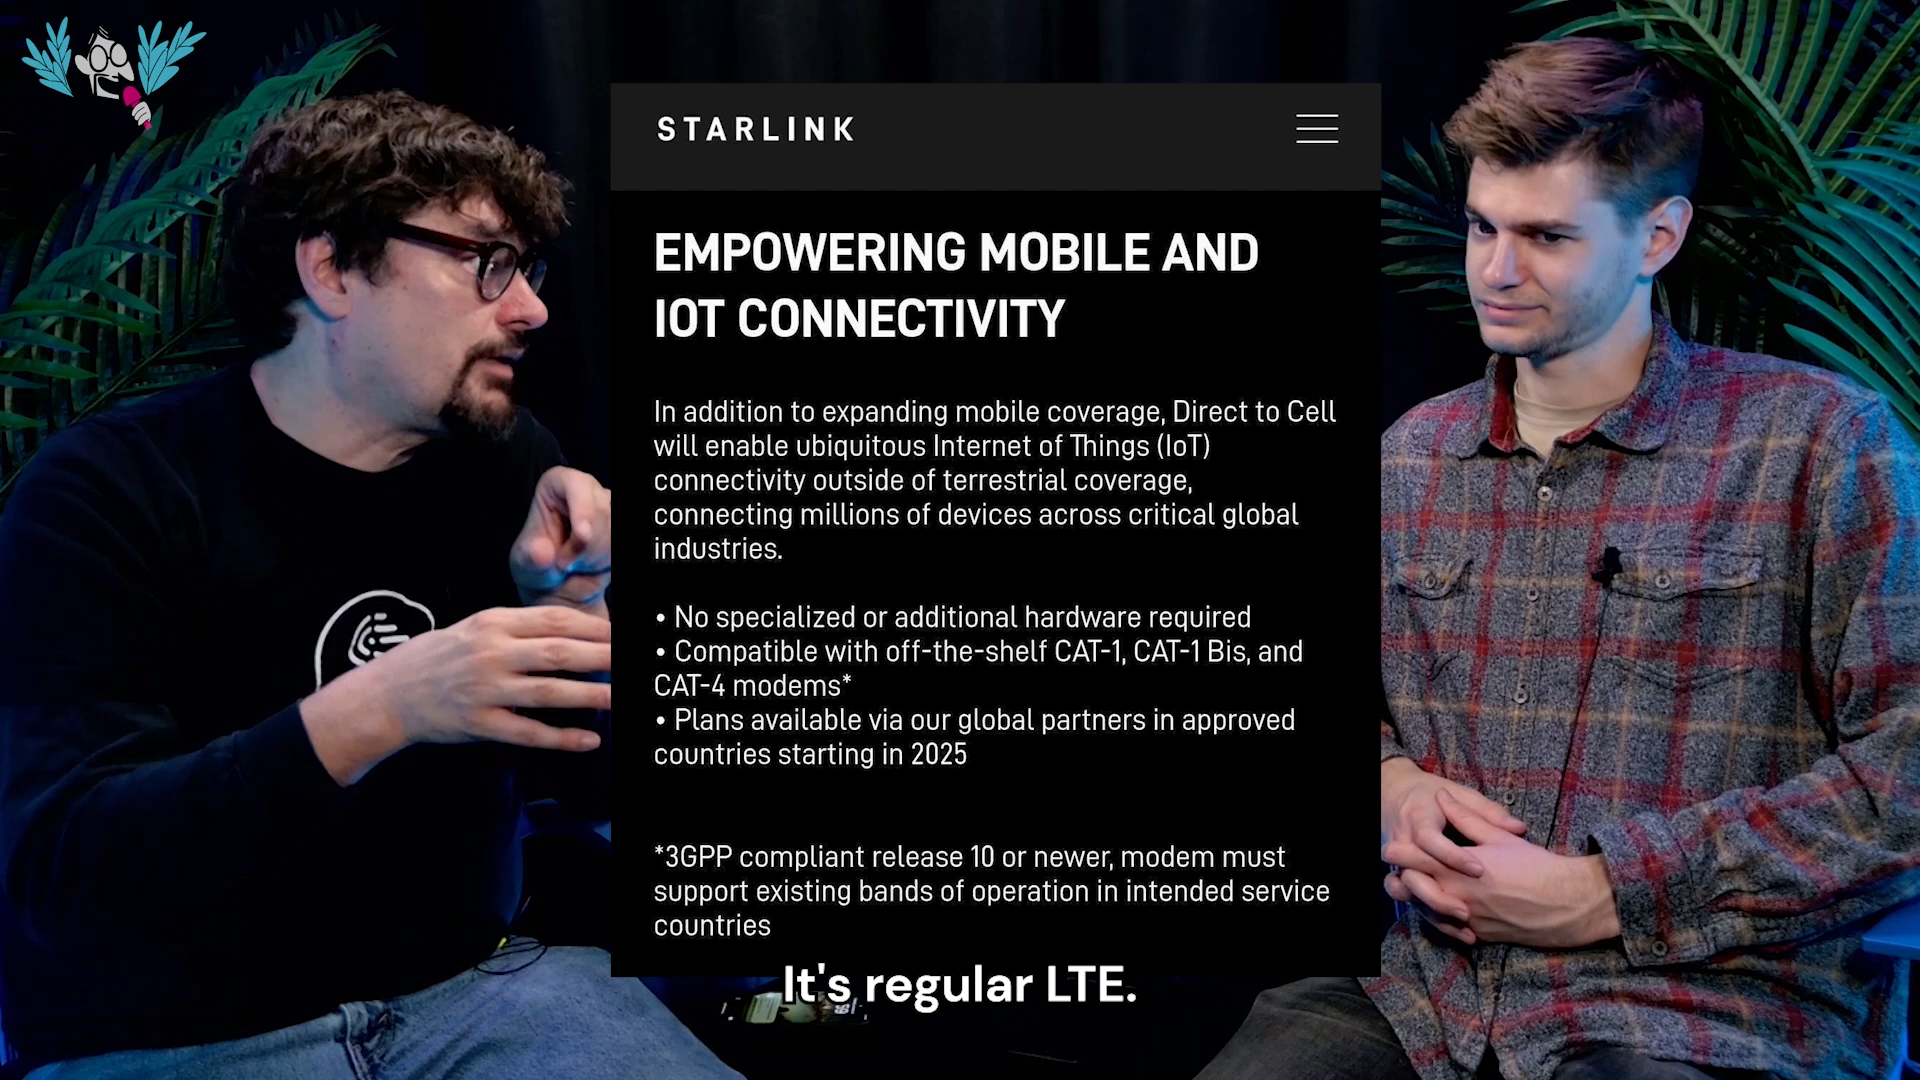 STARLINK
EMPOWERING MOBILE AND
IOT CONNECTIVITY
In addition to expanding mobile coverage, Direct to Cell
will enable ubiquitous Internet of Things (IoT)
connectivity outside of terrestrial coverage,
connecting millions of devices across critical global
industries.
• No specialized or additional hardware required
• Compatible with off-the-shelf CAT-1, CAT-1 Bis, and
CAT-4 modems*
• Plans available via our global partners in approved
countries starting in 2025
*3GPP compliant release 10 or newer, modem must
support existing bands of operation in intended service
countries
It's regular LTE.